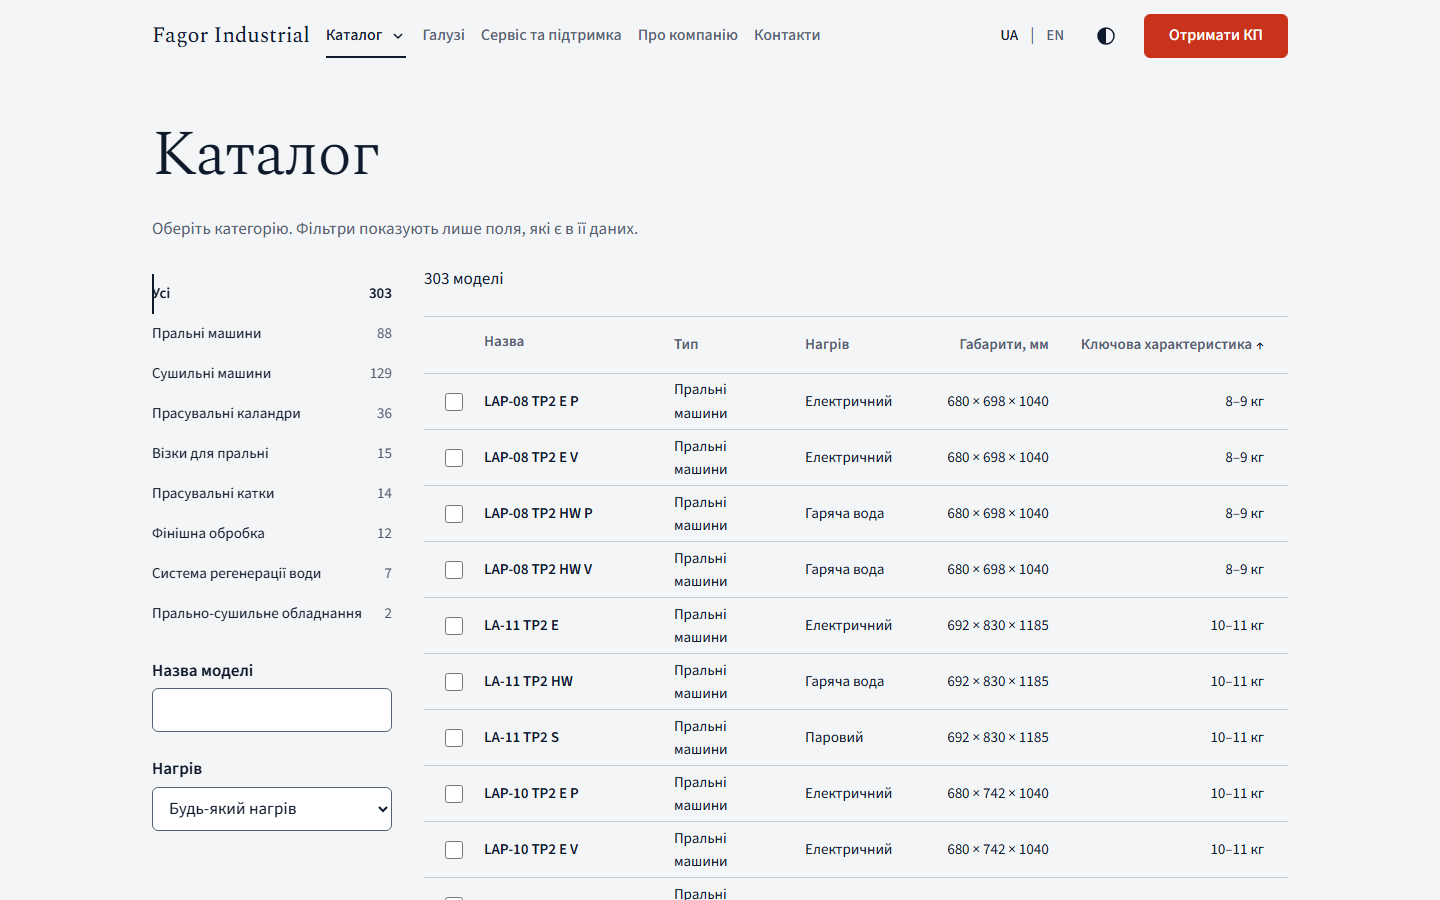 Fagor Industrial Каталог Галузі Сервіс та підтримка Про компанію Контакти UA | EN Отримати КП
Каталог
Оберіть категорію. Фільтри показують лише поля, які є в її даних.
Усі 303
Пральні машини 88
Сушильні машини 129
Прасувальні каландри 36
Візки для пральні 15
Прасувальні катки 14
Фінішна обробка 12
Система регенерації води 7
Прально-сушильне обладнання 2
Назва моделі
Нагрів
Будь-який нагрів
303 моделі
Назва Тип Нагрів Габарити, мм Ключова характеристика ↑
LAP-08 TP2 E P Пральні машини Електричний 680 × 698 × 1040 8–9 кг
LAP-08 TP2 E V Пральні машини Електричний 680 × 698 × 1040 8–9 кг
LAP-08 TP2 HW P Пральні машини Гаряча вода 680 × 698 × 1040 8–9 кг
LAP-08 TP2 HW V Пральні машини Гаряча вода 680 × 698 × 1040 8–9 кг
LA-11 TP2 E Пральні машини Електричний 692 × 830 × 1185 10–11 кг
LA-11 TP2 HW Пральні машини Гаряча вода 692 × 830 × 1185 10–11 кг
LA-11 TP2 S Пральні машини Паровий 692 × 830 × 1185 10–11 кг
LAP-10 TP2 E P Пральні машини Електричний 680 × 742 × 1040 10–11 кг
LAP-10 TP2 E V Пральні машини Електричний 680 × 742 × 1040 10–11 кг
Пральні